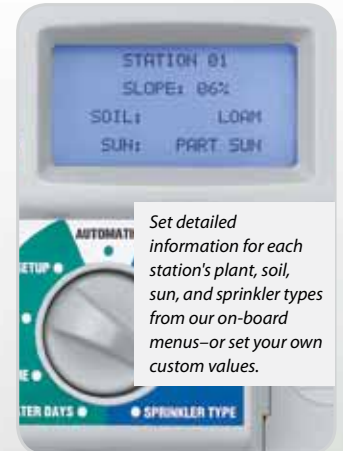 STATION 01
SLOPE: 06%
SOIL: LOAM
SUN: PART SUN
AUTOMATI
SETUP
Set detailed
information for each
station's plant, soil,
sun, and sprinkler types
from our on-board
menus–or set your own
custom values.
TER DAYS
SPRINKLER TYPE